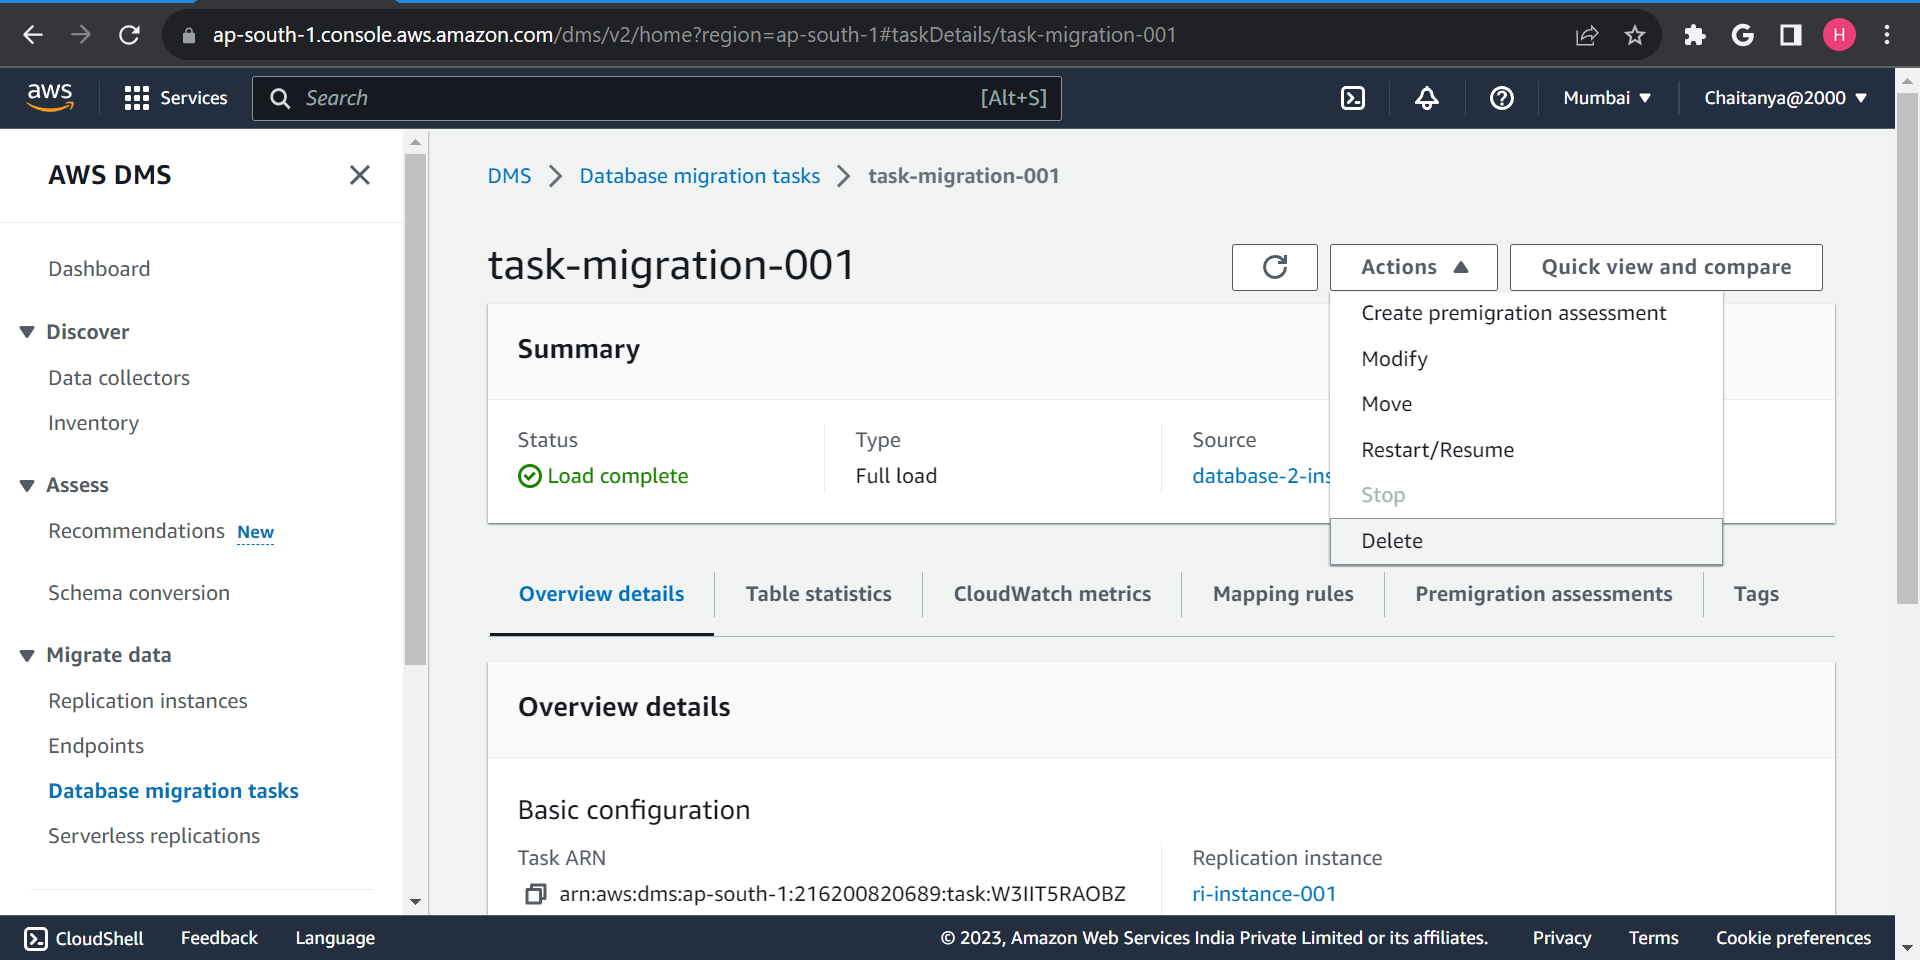 ap-south-1.console.aws.amazon.com/dms/v2/home?region=ap-south-1#taskDetails/task-migration-001
H
aws
Services
Search
[Alt+S]
Mumbai
Chaitanya@2000
AWS DMS
Dashboard
Discover
Data collectors
Inventory
Assess
Recommendations New
Schema conversion
Migrate data
Replication instances
Endpoints
Database migration tasks
Serverless replications
DMS
Database migration tasks
task-migration-001
task-migration-001
Actions
Quick view and compare
Create premigration assessment
Modify
Move
Restart/Resume
Stop
Delete
Summary
Status
Load complete
Type
Full load
Source
database-2-ins
Overview details
Table statistics
CloudWatch metrics
Mapping rules
Premigration assessments
Tags
Overview details
Basic configuration
Task ARN
arn:aws:dms:ap-south-1:216200820689:task:W3IIT5RAOBZ
Replication instance
ri-instance-001
CloudShell
Feedback
Language
© 2023, Amazon Web Services India Private Limited or its affiliates.
Privacy
Terms
Cookie preferences